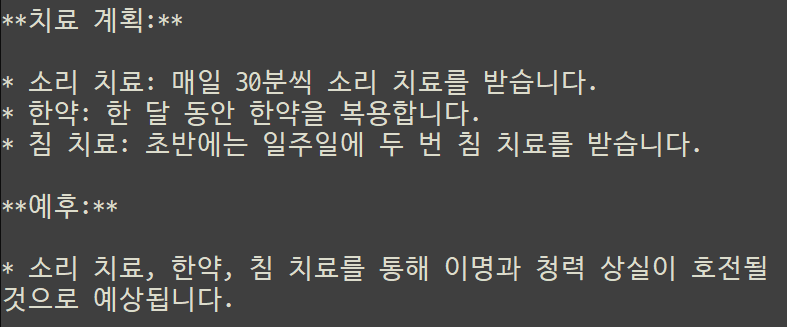 **치료 계획:**
* 소리 치료: 매일 30분씩 소리 치료를 받습니다.
* 한약: 한 달 동안 한약을 복용합니다.
* 침 치료: 초반에는 일주일에 두 번 침 치료를 받습니다.
**예후:**
* 소리 치료, 한약, 침 치료를 통해 이명과 청력 상실이 호전될
것으로 예상됩니다.